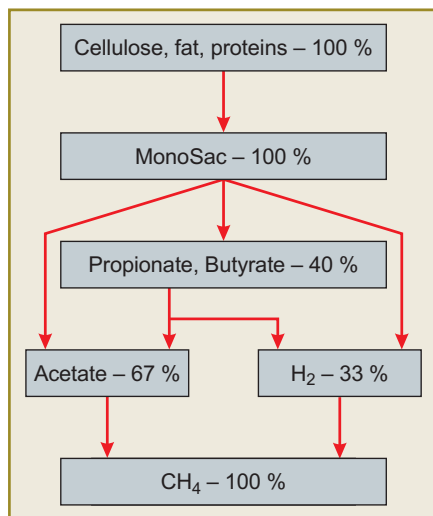 Cellulose, fat, proteins – 100 %
MonoSac – 100 %
Propionate, Butyrate – 40 %
Acetate – 67 %
H₂ – 33 %
CH₄ – 100 %